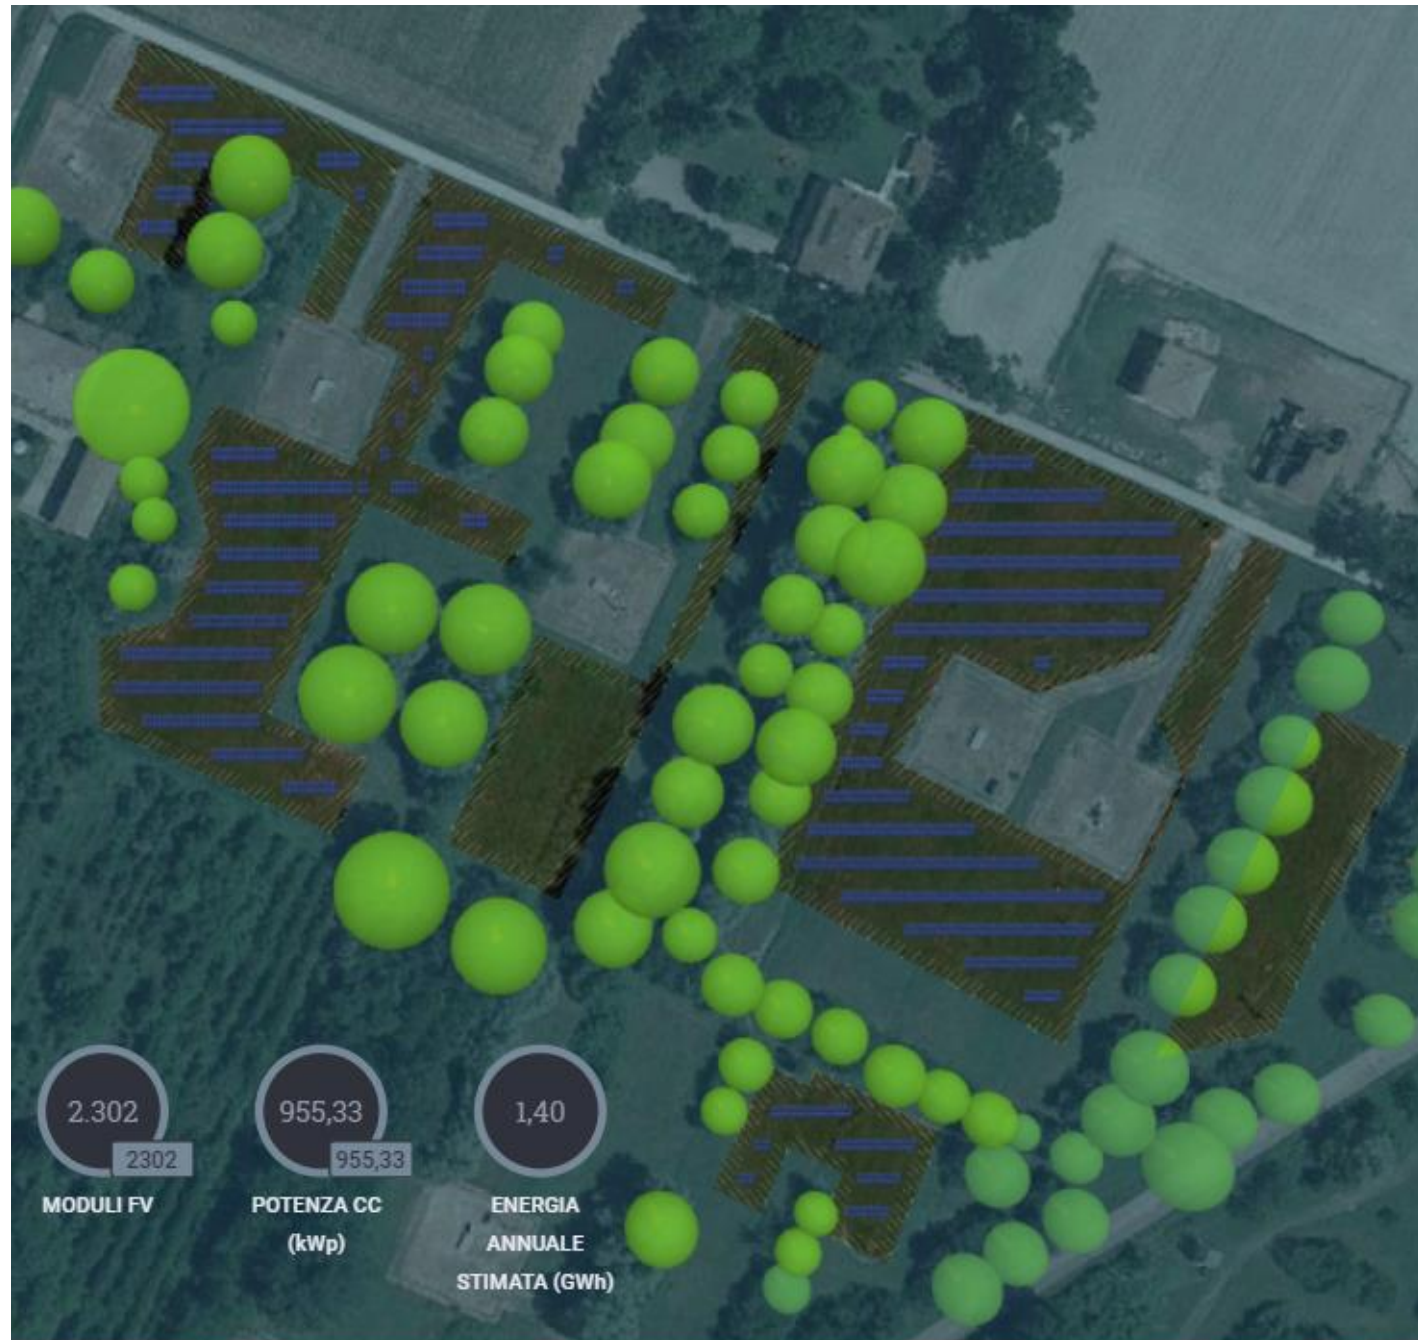 2.302
2302
MODULI FV
955,33
955,33
POTENZA CC
(kWp)
1,40
ENERGIA
ANNUALE
STIMATA (GWh)